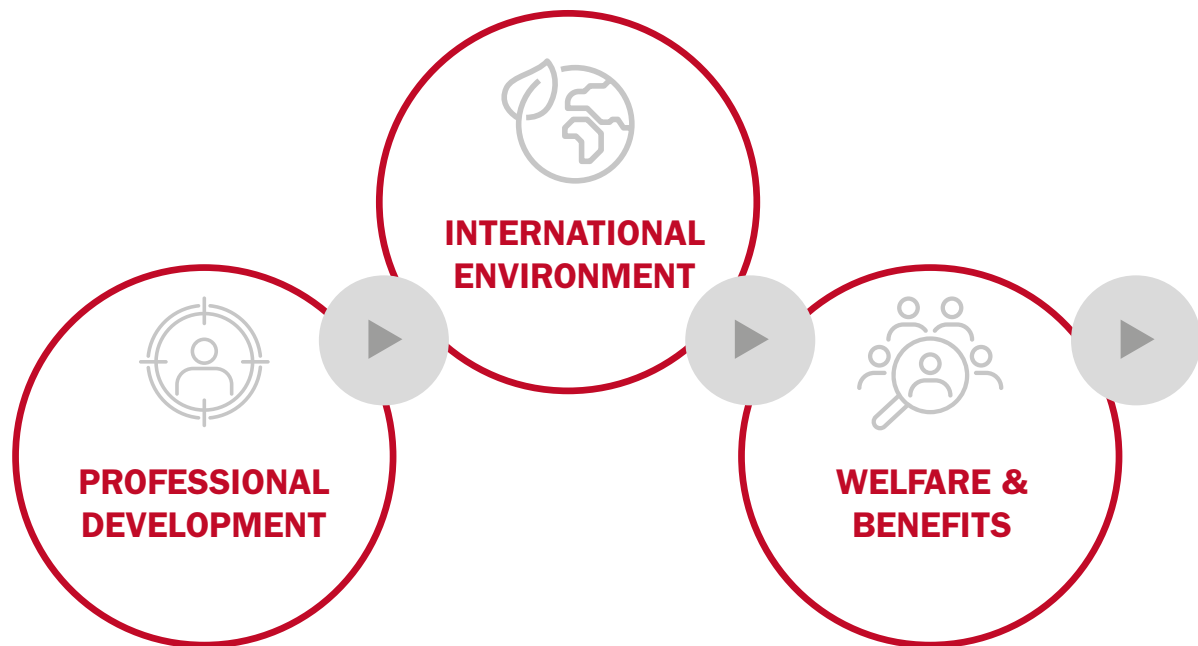 PROFESSIONAL
DEVELOPMENT
INTERNATIONAL
ENVIRONMENT
WELFARE &
BENEFITS